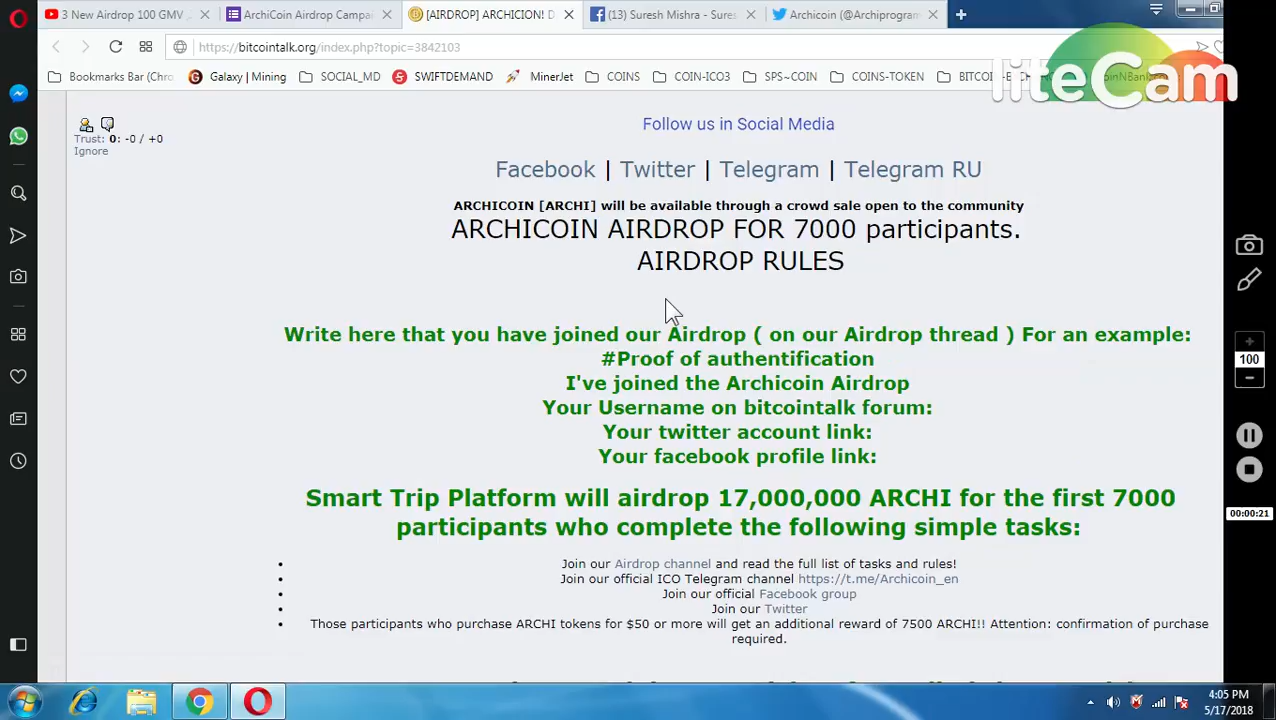 3 New Airdrop 100 GMV
ArchiCoin Airdrop Campa
[AIRDROP] ARCHICION! D
(13) Suresh Mishra - Sures
Archicoin (@Archiprogram
https://bitcointalk.org/index.php?topic=3842103
Bookmarks Bar (Chro
Galaxy | Mining
SOCIAL_MD
SWIFTDEMAND
MinerJet
COINS
COIN-ICO3
SPS~COIN
COINS-TOKEN
liteCam
Trust: 0: -0 / +0
Ignore
Follow us in Social Media
Facebook | Twitter | Telegram | Telegram RU
ARCHICOIN [ARCHI] will be available through a crowd sale open to the community
ARCHICOIN AIRDROP FOR 7000 participants.
AIRDROP RULES
Write here that you have joined our Airdrop ( on our Airdrop thread ) For an example:
#Proof of authentification
I've joined the Archicoin Airdrop
Your Username on bitcointalk forum:
Your twitter account link:
Your facebook profile link:
Smart Trip Platform will airdrop 17,000,000 ARCHI for the first 7000
participants who complete the following simple tasks:
Join our Airdrop channel and read the full list of tasks and rules!
Join our official ICO Telegram channel https://t.me/Archicoin_en
Join our official Facebook group
Join our Twitter
Those participants who purchase ARCHI tokens for $50 or more will get an additional reward of 7500 ARCHI!! Attention: confirmation of purchase
required.
100
00:00:21
4:05 PM
5/17/2018